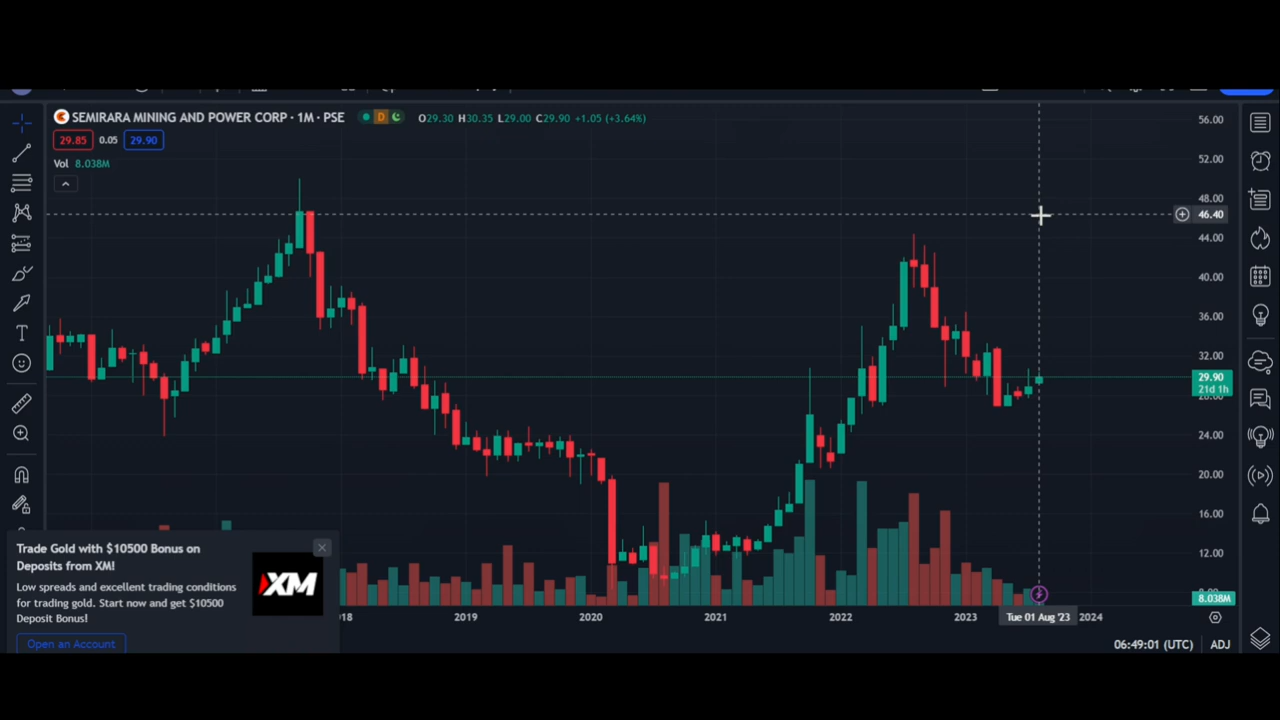 SEMIRARA MINING AND POWER CORP · 1M · PSE
D
O29.30 H30.35 L29.00 C29.90 +1.05 (+3.64%)
29.85 0.05 29.90
Vol 8.038M
56.00
52.00
48.00
46.40
44.00
40.00
36.00
32.00
29.90
21d 1h
28.00
24.00
20.00
16.00
12.00
8.00
8.038M
T
Trade Gold with $10500 Bonus on
Deposits from XM!
Low spreads and excellent trading conditions
for trading gold. Start now and get $10500
Deposit Bonus!
Open an Account
XM
18 2019 2020 2021 2022 2023 Tue 01 Aug '23 2024
06:49:01 (UTC) ADJ